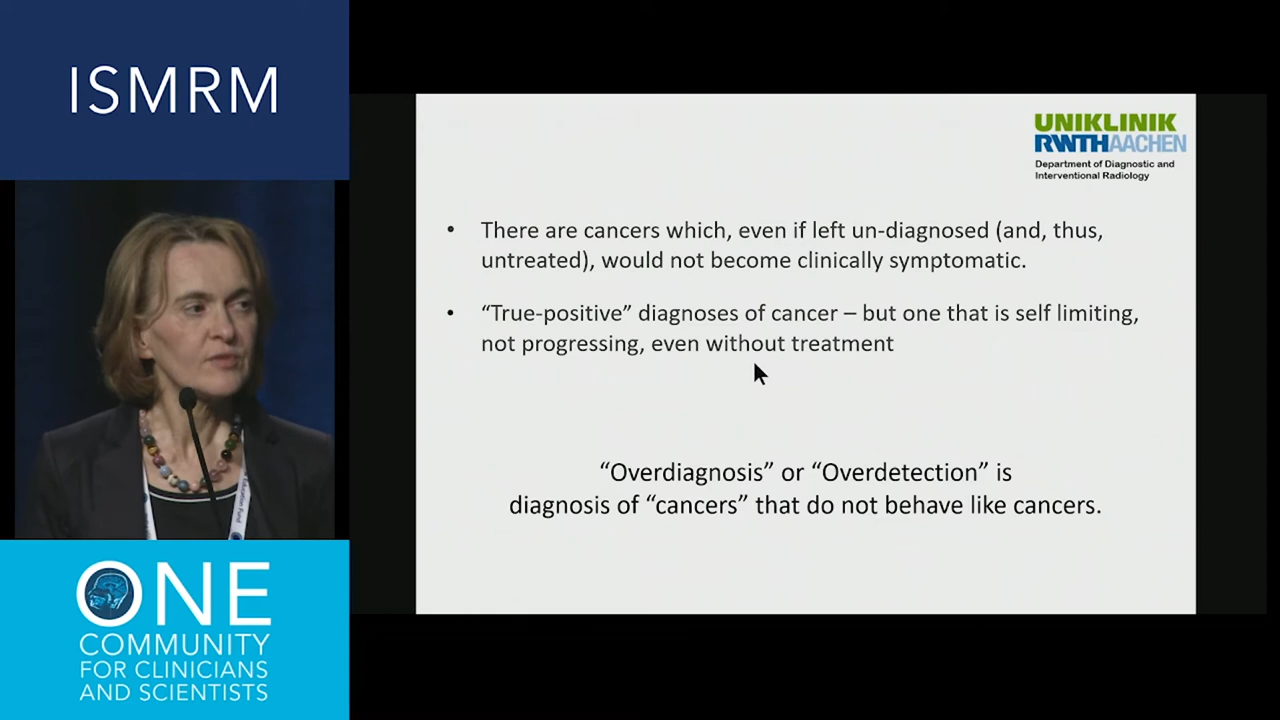 ISMRM
UNIKLINIK
RWTHAACHEN
Department of Diagnostic and
Interventional Radiology
• There are cancers which, even if left un-diagnosed (and, thus,
untreated), would not become clinically symptomatic.
• “True-positive” diagnoses of cancer – but one that is self limiting,
not progressing, even without treatment
“Overdiagnosis” or “Overdetection” is
diagnosis of “cancers” that do not behave like cancers.
Education Fund
ONE
COMMUNITY
FOR CLINICIANS
AND SCIENTISTS